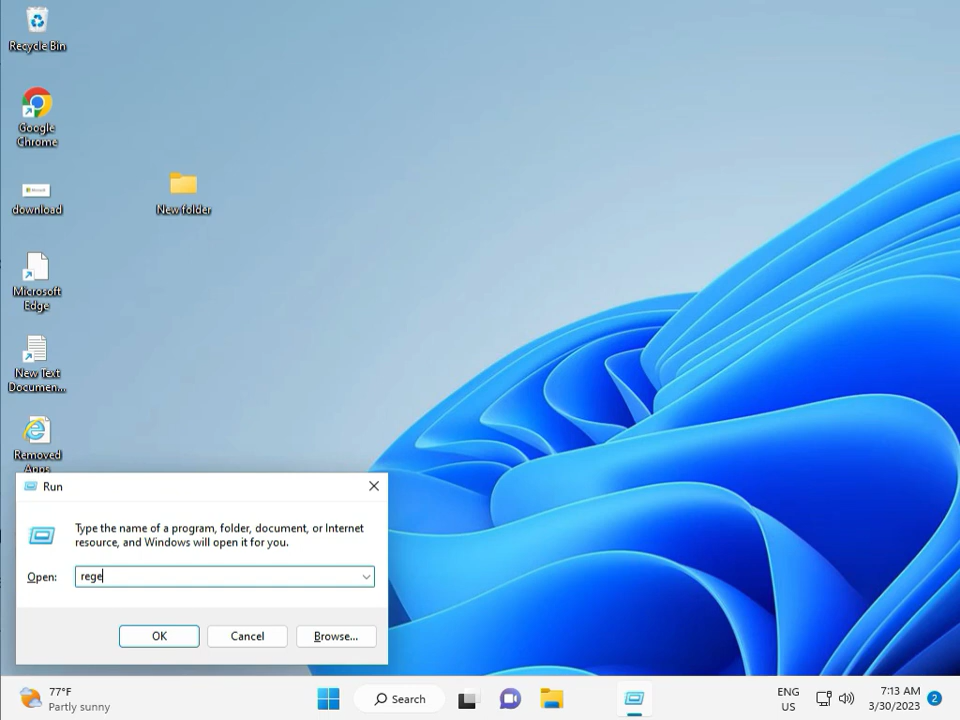 Recycle Bin
Google
Chrome
download
New folder
Microsoft
Edge
New Text
Documen...
Removed
Apps
Run
Type the name of a program, folder, document, or Internet
resource, and Windows will open it for you.
Open:
rege
OK
Cancel
Browse...
77°F
Partly sunny
Search
ENG
US
7:13 AM
3/30/2023
2